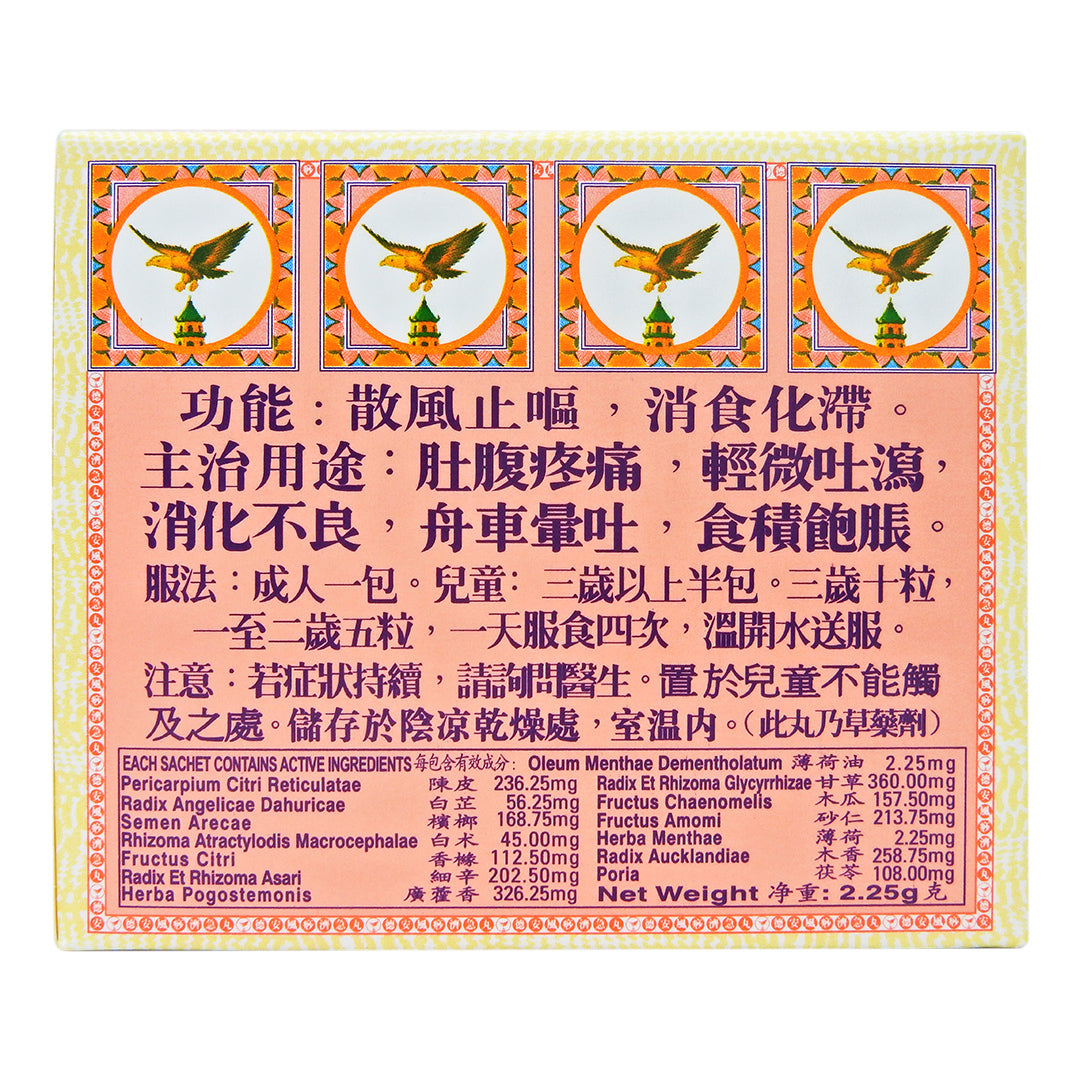 功能：散風止嘔，消食化滯。
主治用途：肚腹疼痛，輕微吐瀉，
消化不良，舟車暈吐，食積飽脹。
服法：成人一包。兒童：三歲以上半包。三歲十粒，
一至二歲五粒，一天服食四次，溫開水送服。
注意：若症狀持續，請詢問醫生。置於兒童不能觸
及之處。儲存於陰凉乾燥處，室温內。（此丸乃草藥劑）
EACH SACHET CONTAINS ACTIVE INGREDIENTS 每包含有效成分：
Pericarpium Citri Reticulatae 陳皮 236.25mg
Radix Angelicae Dahuricae 白芷 56.25mg
Semen Arecae 檳榔 168.75mg
Rhizoma Atractylodis Macrocephalae 白术 45.00mg
Fructus Citri 香櫞 112.50mg
Radix Et Rhizoma Asari 細辛 202.50mg
Herba Pogostemonis 廣藿香 326.25mg
Oleum Menthae Dementholatum 薄荷油 2.25mg
Radix Et Rhizoma Glycyrrhizae 甘草 360.00mg
Fructus Chaenomelis 木瓜 157.50mg
Fructus Amomi 砂仁 213.75mg
Herba Menthae 薄荷 2.25mg
Radix Aucklandiae 木香 258.75mg
Poria 茯苓 108.00mg
Net Weight 净重：2.25g 克